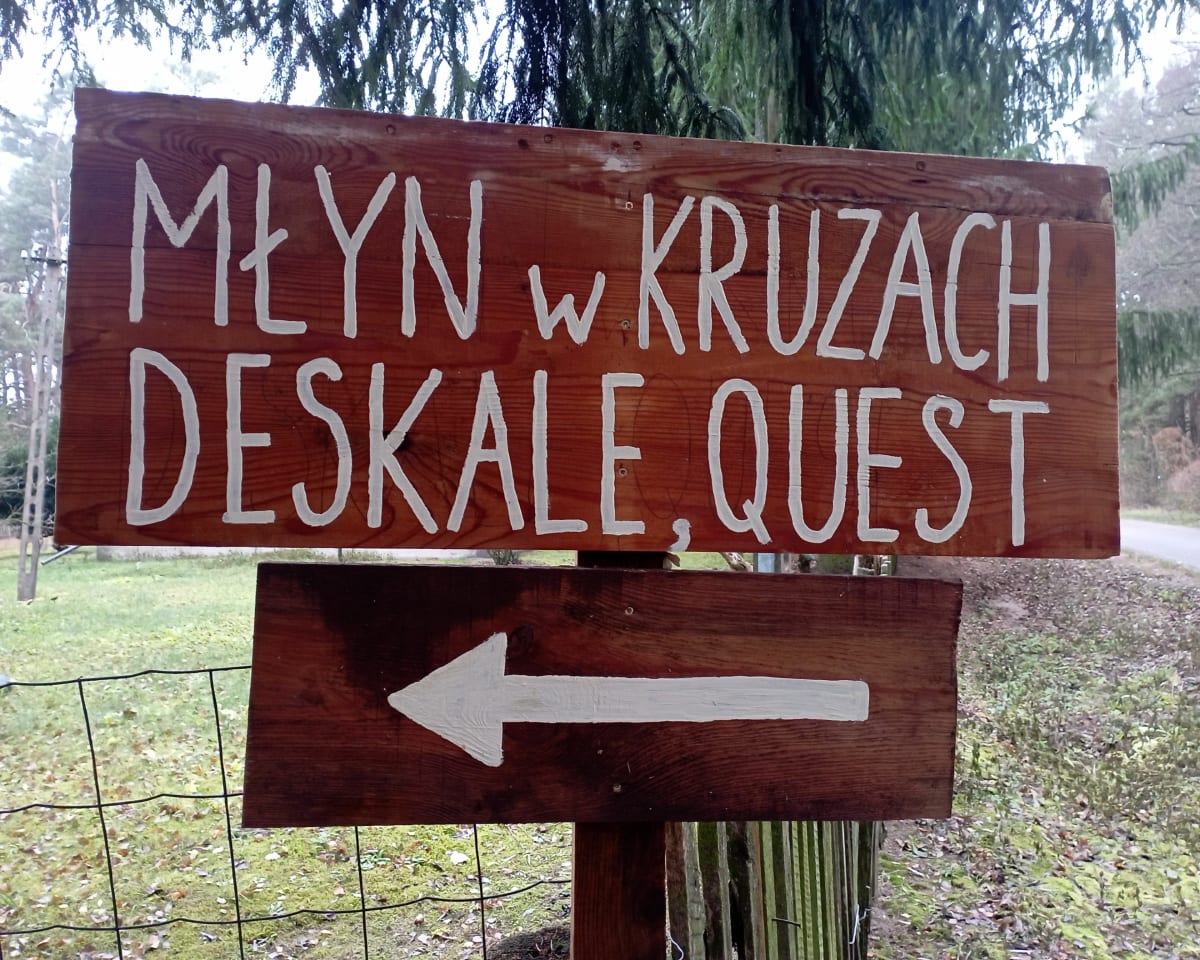 MŁYN w KRUZACH
DESKALE, QUEST